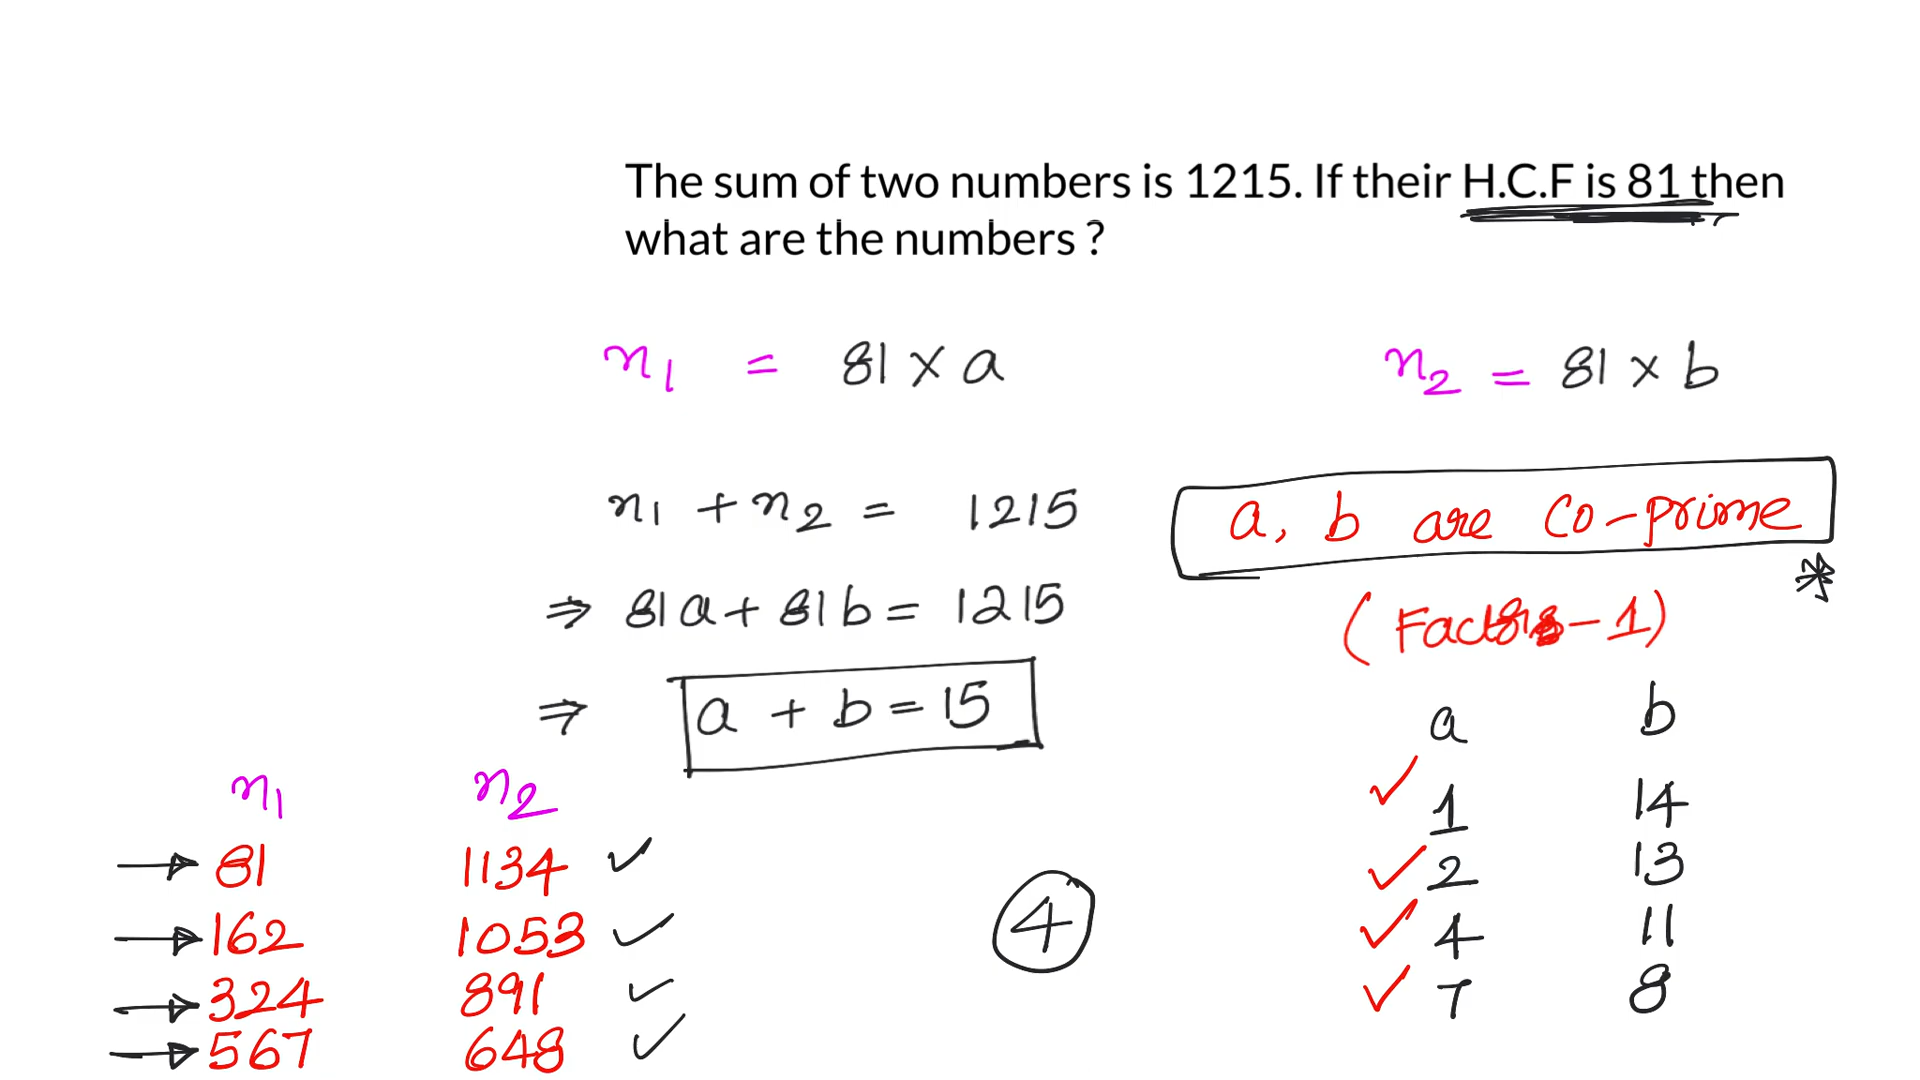 The sum of two numbers is 1215. If their H.C.F is 81 then
what are the numbers ?
n1 = 81 × a
n2 = 81 × b
n1 + n2 = 1215
a, b are co-prime
*
⇒ 81a + 81b = 1215
(Factors - 1)
⇒ a + b = 15
a b
✓ 1 14
✓ 2 13
✓ 4 11
✓ 7 8
n1 n2
→ 81 1134 ✓
→ 162 1053 ✓
→ 324 891 ✓
→ 567 648 ✓
4